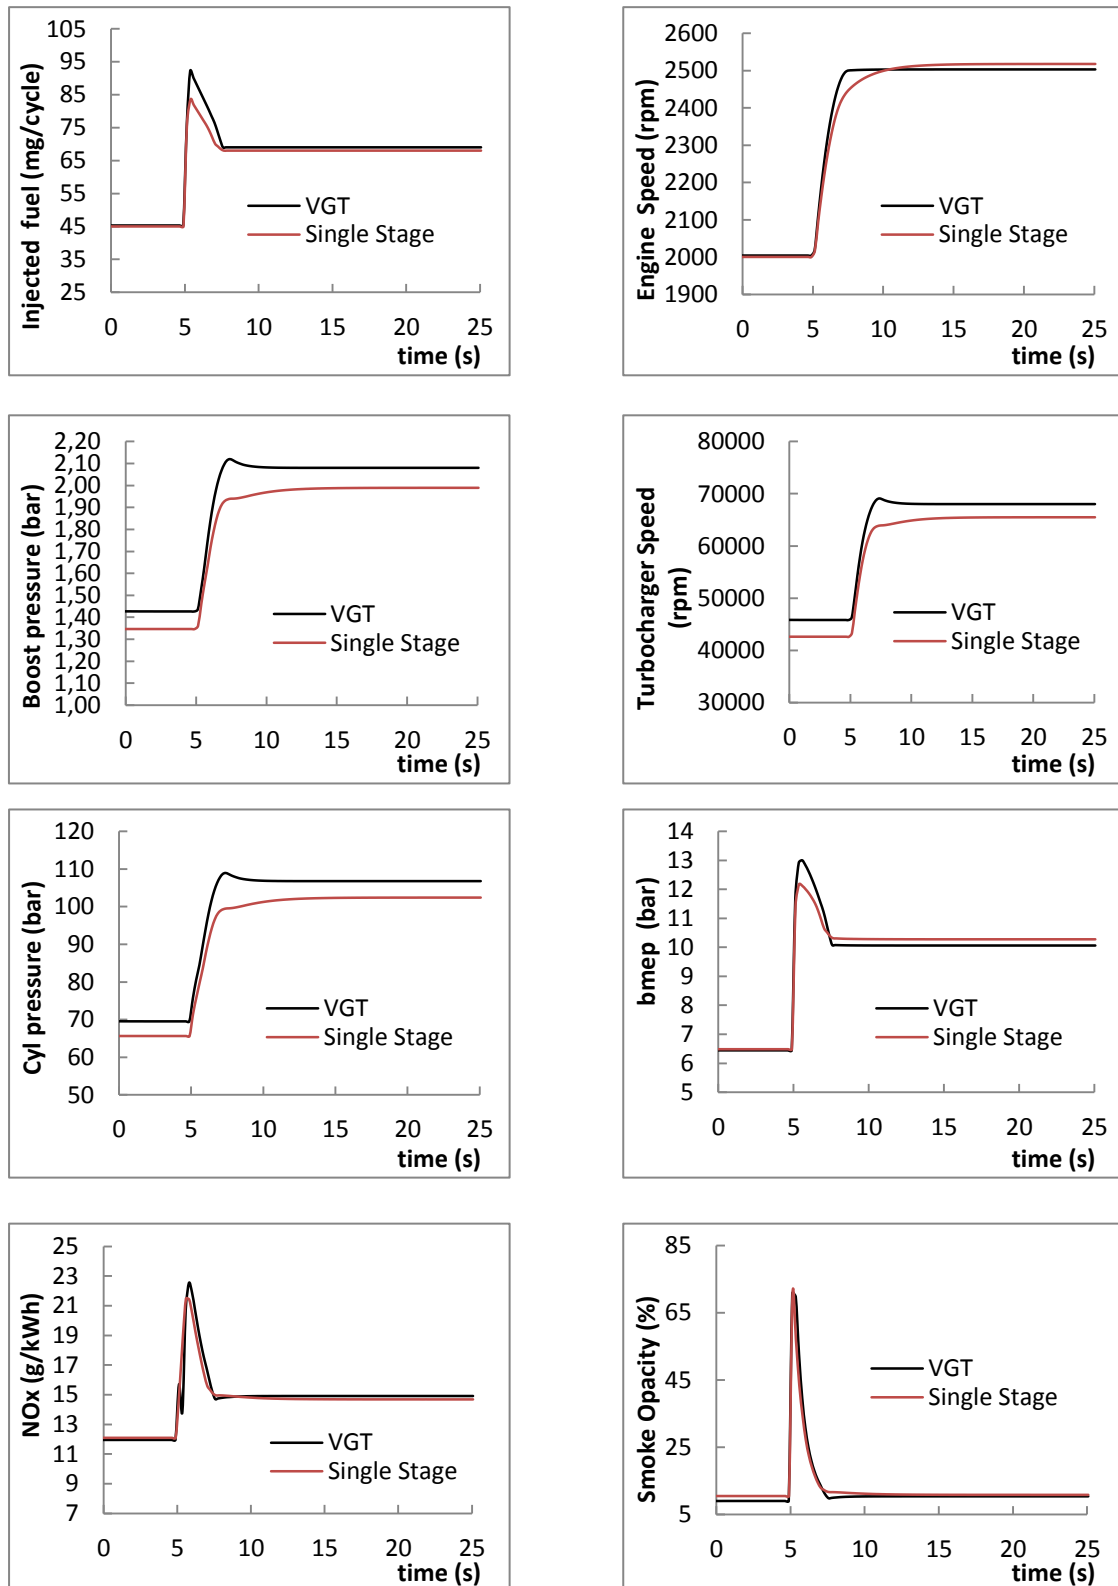 Injected fuel (mg/cycle)
105
95
85
75
65
55
45
35
25
VGT
Single Stage
0 5 10 15 20 25
time (s)
Engine Speed (rpm)
2600
2500
2400
2300
2200
2100
2000
1900
VGT
Single Stage
0 5 10 15 20 25
time (s)
Boost pressure (bar)
2,20
2,10
2,00
1,90
1,80
1,70
1,60
1,50
1,40
1,30
1,20
1,10
1,00
VGT
Single Stage
0 5 10 15 20 25
time (s)
Turbocharger Speed
(rpm)
80000
70000
60000
50000
40000
30000
VGT
Single Stage
0 5 10 15 20 25
time (s)
Cyl pressure (bar)
120
110
100
90
80
70
60
50
VGT
Single Stage
0 5 10 15 20 25
time (s)
bmep (bar)
14
13
12
11
10
9
8
7
6
5
VGT
Single Stage
0 5 10 15 20 25
time (s)
NOx (g/kWh)
25
23
21
19
17
15
13
11
9
7
VGT
Single Stage
0 5 10 15 20 25
time (s)
Smoke Opacity (%)
85
65
45
25
5
VGT
Single Stage
0 5 10 15 20 25
time (s)